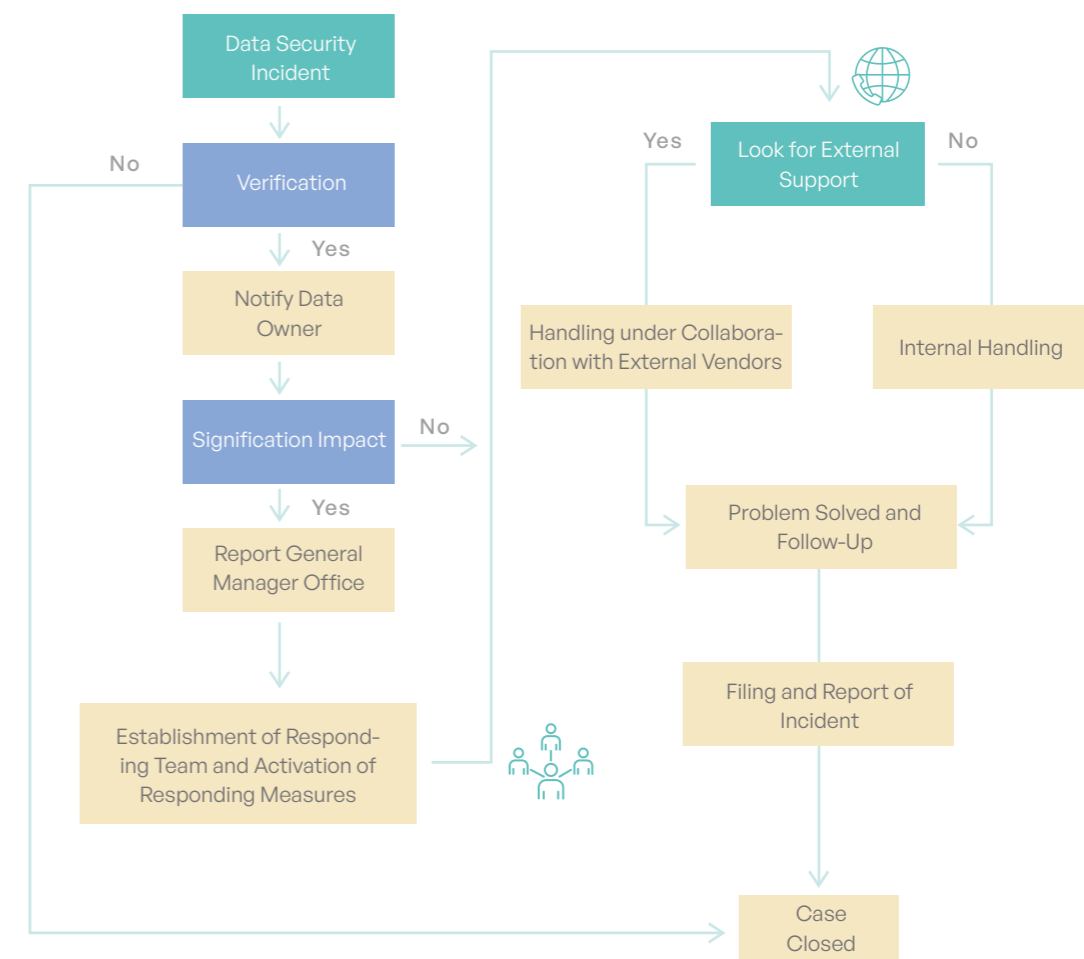 Data Security
Incident
No
Verification
Yes
Notify Data
Owner
Signification Impact
No
Yes
Report General
Manager Office
Establishment of Respond-
ing Team and Activation of
Responding Measures
Yes
Look for External
Support
No
Handling under Collabora-
tion with External Vendors
Internal Handling
Problem Solved and
Follow-Up
Filing and Report of
Incident
Case
Closed